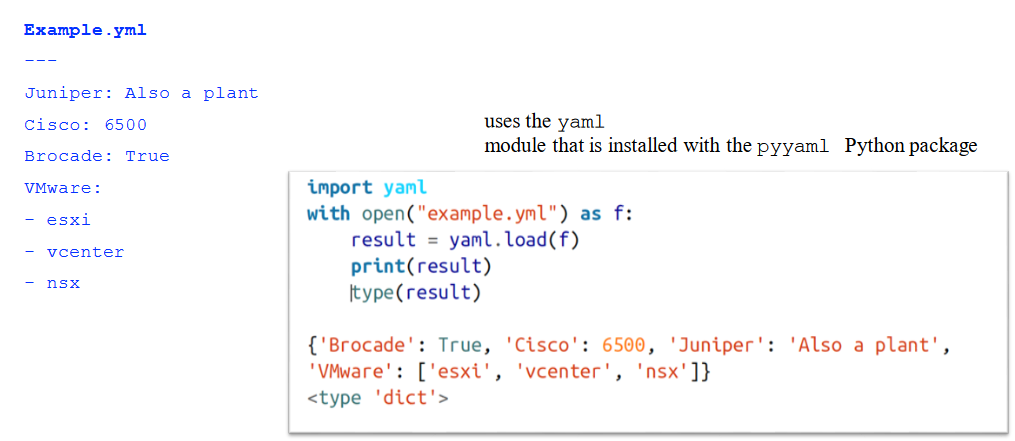 Example.yml
---
Juniper: Also a plant
Cisco: 6500
Brocade: True
VMware:
- esxi
- vcenter
- nsx
uses the yaml
module that is installed with the pyyaml Python package
import yaml
with open("example.yml") as f:
    result = yaml.load(f)
    print(result)
    type(result)
{'Brocade': True, 'Cisco': 6500, 'Juniper': 'Also a plant',
'VMware': ['esxi', 'vcenter', 'nsx']}
<type 'dict'>